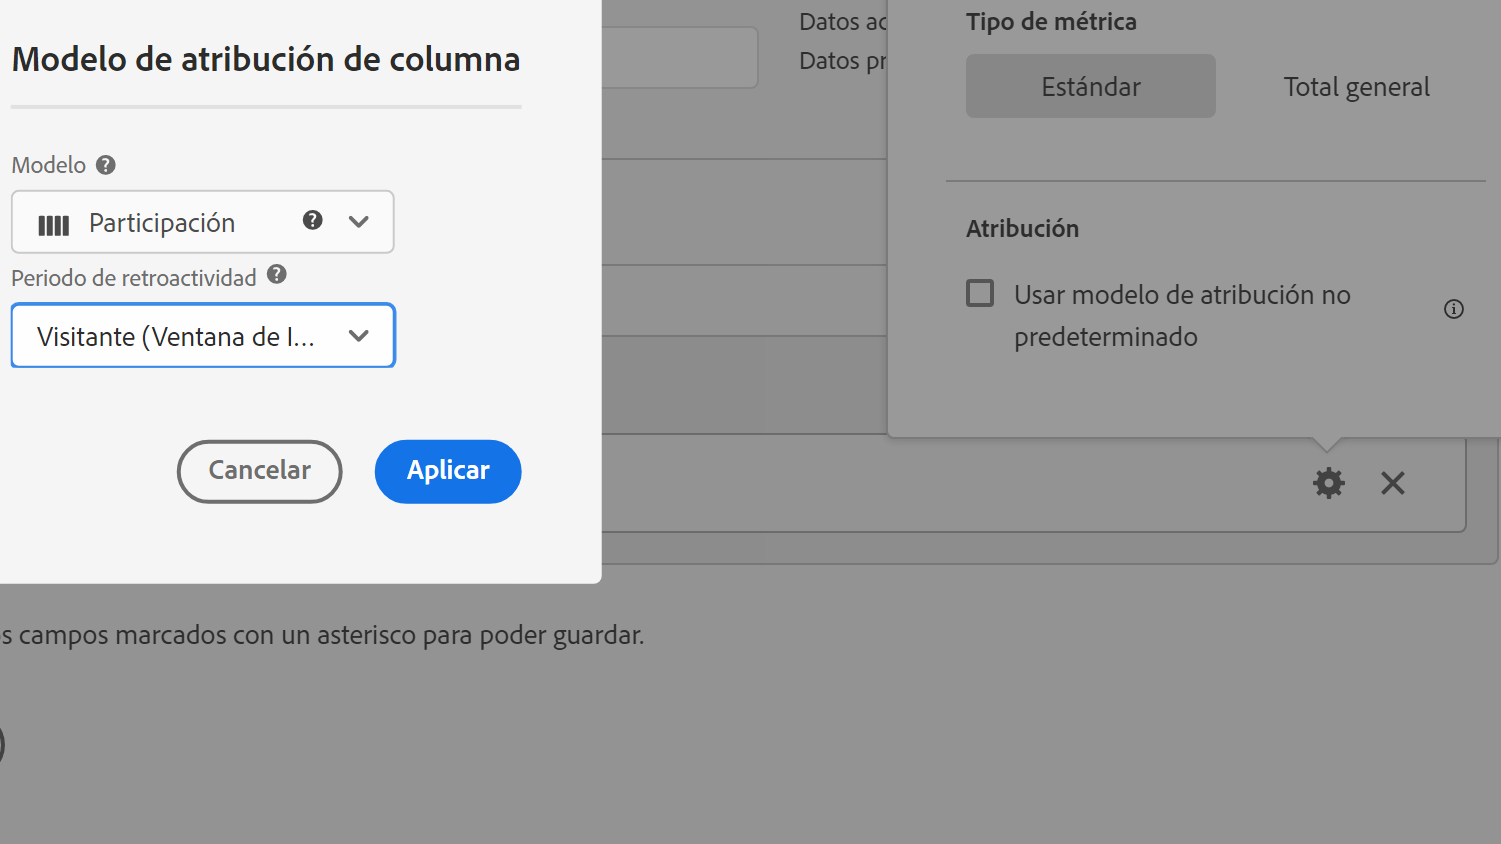 Modelo de atribución de columna
Modelo
Participación
Periodo de retroactividad
Visitante (Ventana de I...
Cancelar
Aplicar
Datos
Datos
Tipo de métrica
Estándar
Total general
Atribución
Usar modelo de atribución no
predeterminado
campos marcados con un asterisco para poder guardar.